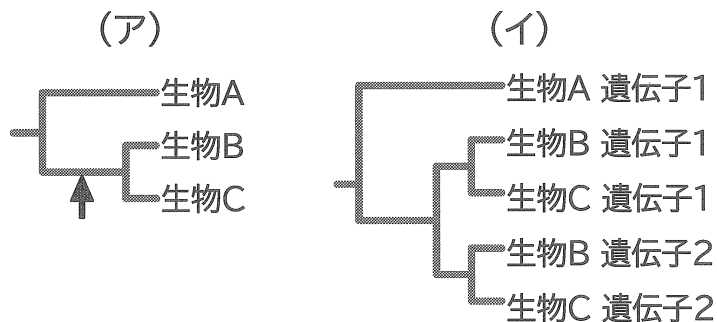 (ア)
生物A
生物B
生物C
(イ)
生物A 遺伝子1
生物B 遺伝子1
生物C 遺伝子1
生物B 遺伝子2
生物C 遺伝子2